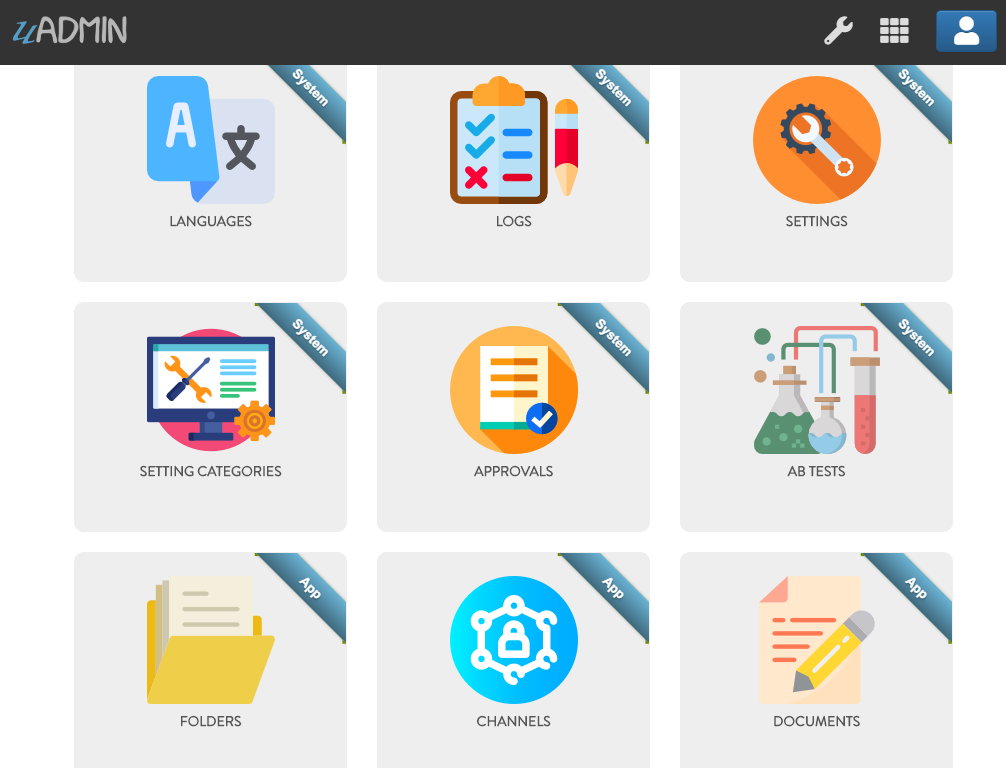 uADMIN
System
System
System
A
文
LANGUAGES
LOGS
SETTINGS
System
System
System
SETTING CATEGORIES
APPROVALS
AB TESTS
App
App
App
FOLDERS
CHANNELS
DOCUMENTS